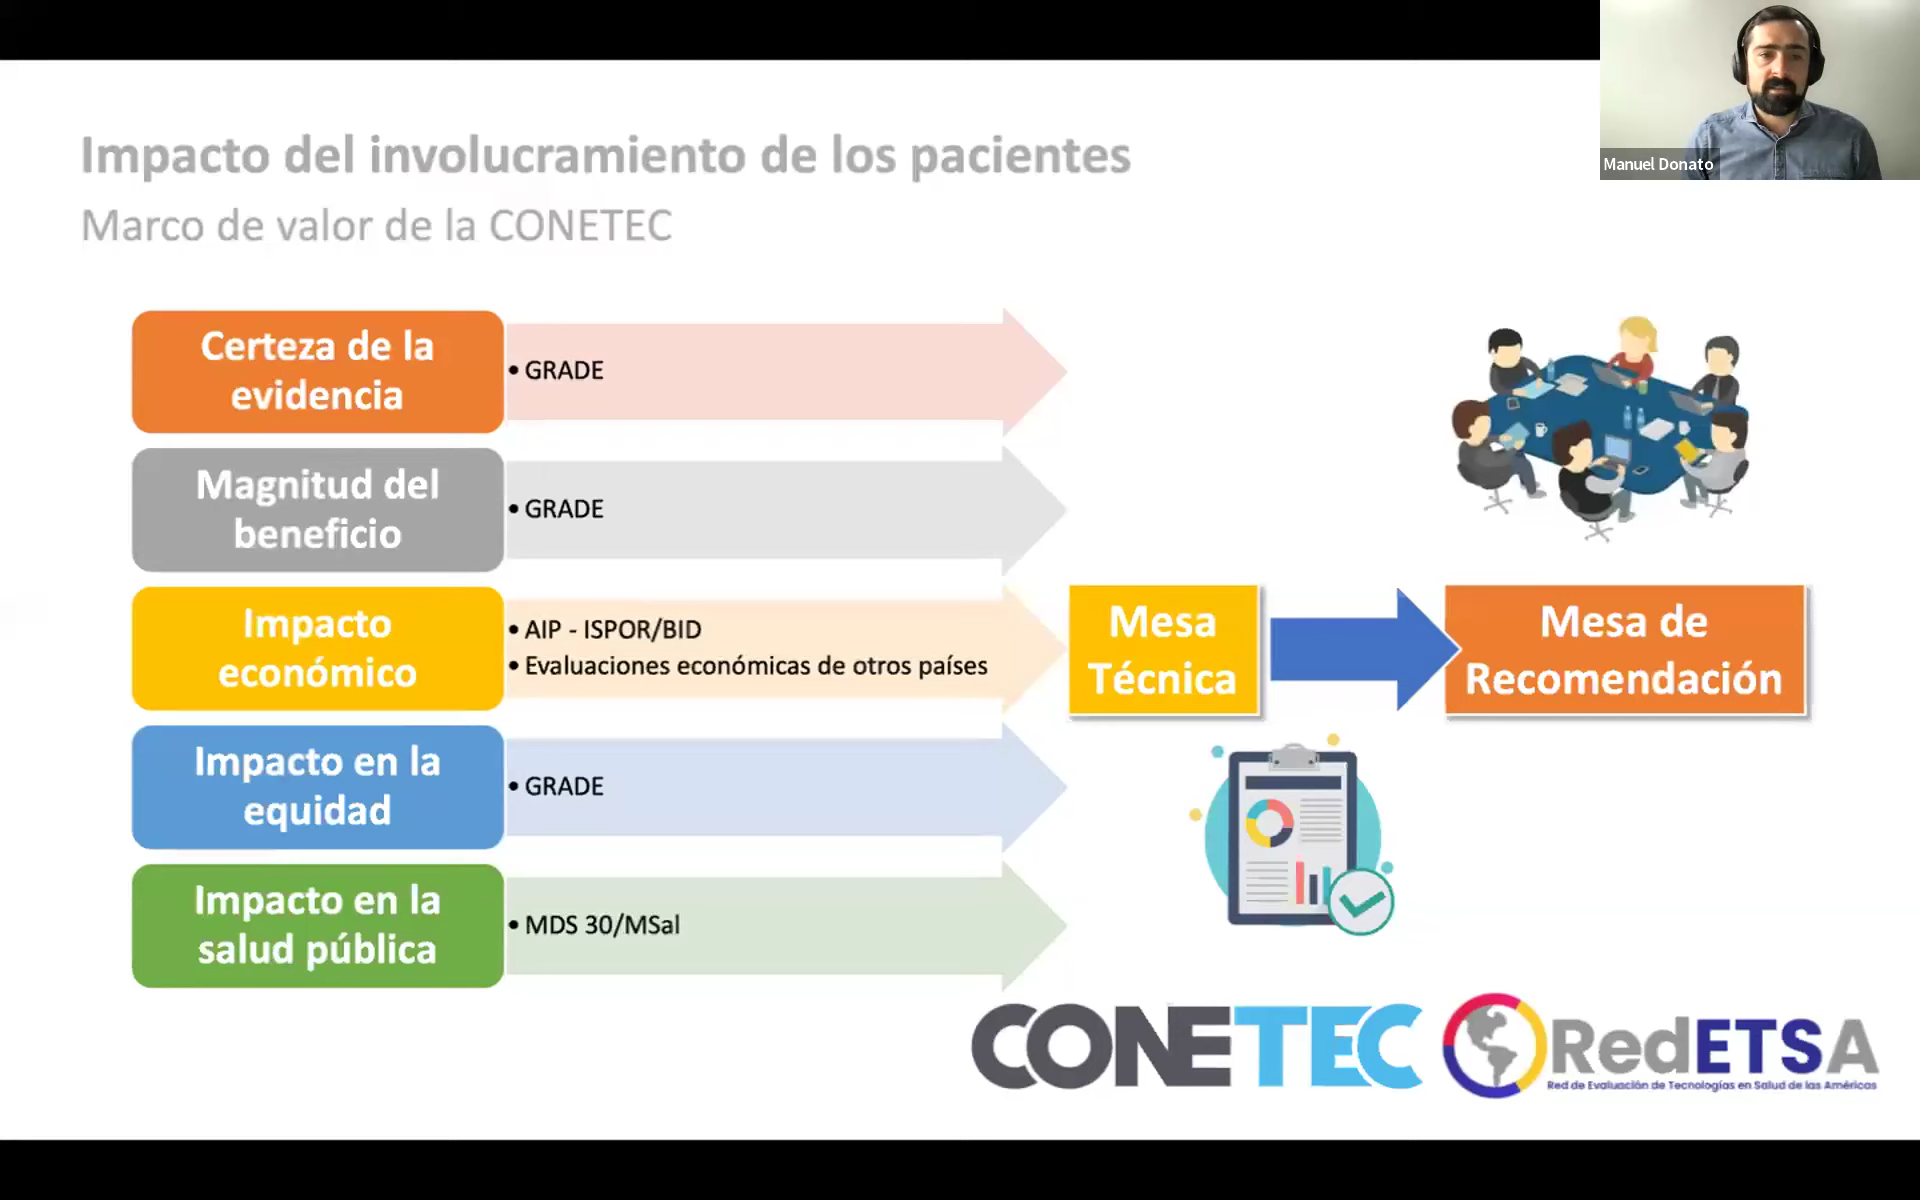 Manuel Donato
Impacto del involucramiento de los pacientes
Marco de valor de la CONETEC
Certeza de la
evidencia
• GRADE
Magnitud del
beneficio
• GRADE
Impacto
económico
• AIP - ISPOR/BID
• Evaluaciones económicas de otros países
Impacto en la
equidad
• GRADE
Impacto en la
salud pública
• MDS 30/MSal
Mesa
Técnica
Mesa de
Recomendación
CONETEC
RedETSA
Red de Evaluación de Tecnologías en Salud de las Américas